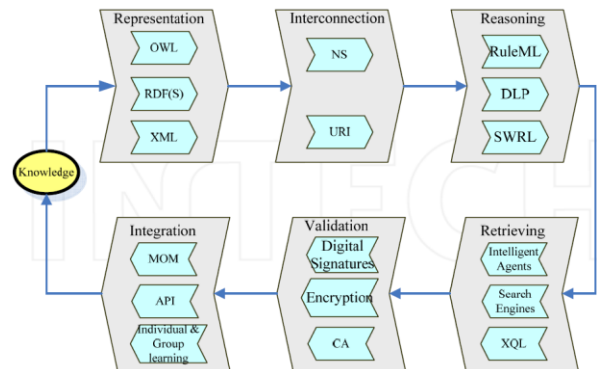 Representation
OWL
RDF(S)
XML
Interconnection
NS
URI
Reasoning
RuleML
DLP
SWRL
Knowledge
Integration
MOM
API
Individual &
Group
learning
Validation
Digital
Signatures
Encryption
CA
Retrieving
Intelligent
Agents
Search
Engines
XQL
INTECH